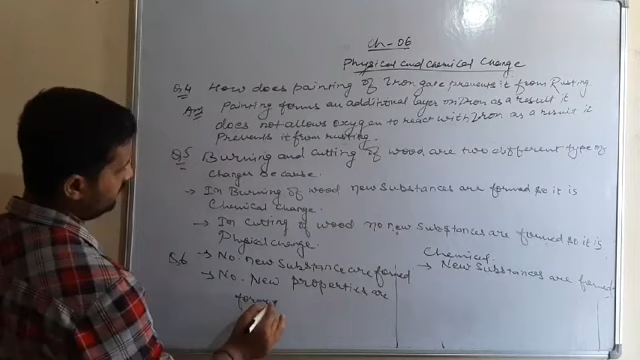 Ch-06
Physical and Chemical Change
Q.4 How does painting of Iron gate prevents it from Rusting.
Ans Painting forms an additional layer on Iron as a result it
does not allows oxygen to react with Iron as a result it
Prevents it from rusting.
Q.5 Burning and cutting of wood are two different type of
changes because.
→ In Burning of wood new substances are formed so it is
Chemical change.
→ In cutting of wood no new substances are formed so it is
Physical change.
Q.6 → No. new substance are formed
→ No. New properties are
Chemical
→ New substances are formed